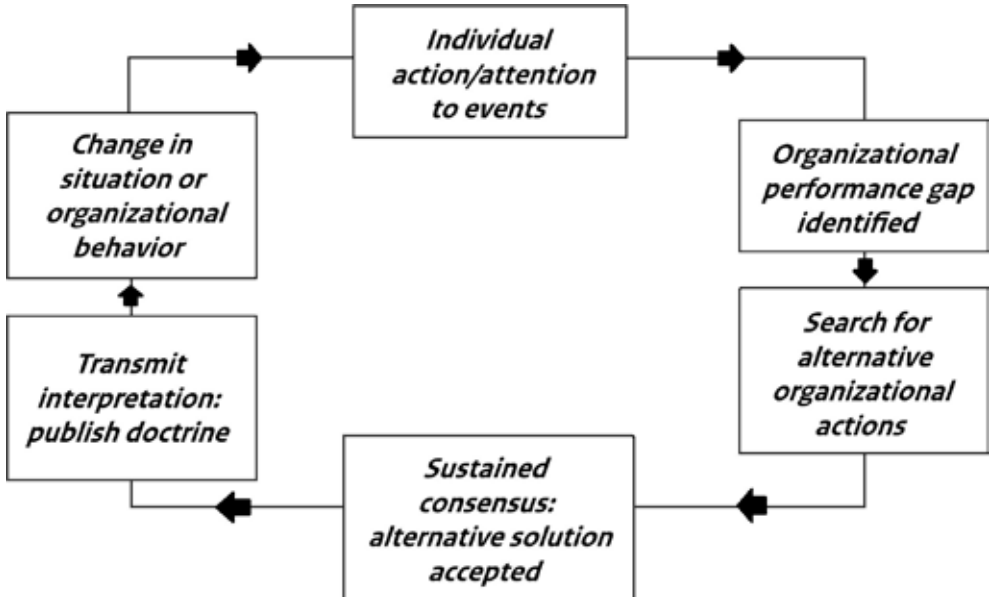 Individual
action/attention
to events
Organizational
performance gap
identified
Search for
alternative
organizational
actions
Sustained
consensus:
alternative solution
accepted
Transmit
interpretation:
publish doctrine
Change in
situation or
organizational
behavior